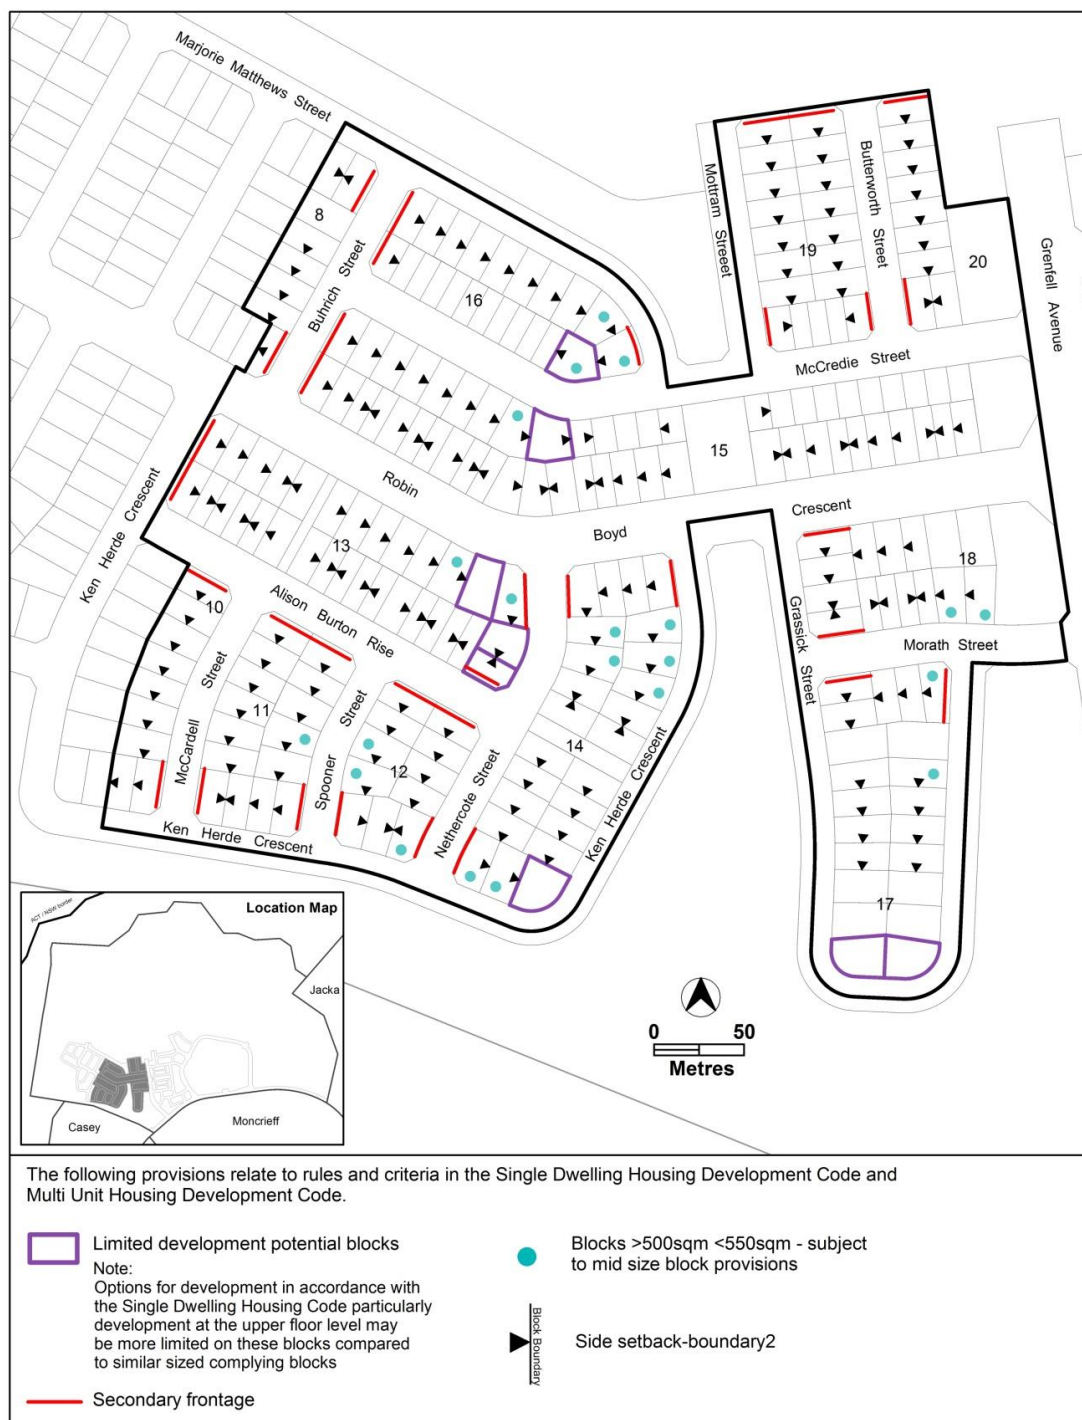 Marjorie Matthews Street
Mottram Streeet
Butterworth Street
Grenfell Avenue
8
Buhrich Street
16
19
20
McCredie Street
15
Ken Herde Crescent
Robin
Boyd
Crescent
13
18
10
Alison Burton Rise
Grassick Street
Morath Street
McCardell Street
11
Spooner Street
12
Nethercote Street
14
Ken Herde Crescent
Ken Herde Crescent
17
ACT / NSW border
Location Map
Jacka
Casey
Moncrieff
0 50
Metres
The following provisions relate to rules and criteria in the Single Dwelling Housing Development Code and
Multi Unit Housing Development Code.
Limited development potential blocks
Note:
Options for development in accordance with
the Single Dwelling Housing Code particularly
development at the upper floor level may
be more limited on these blocks compared
to similar sized complying blocks
Secondary frontage
Blocks >500sqm <550sqm - subject
to mid size block provisions
Block Boundary
Side setback-boundary2